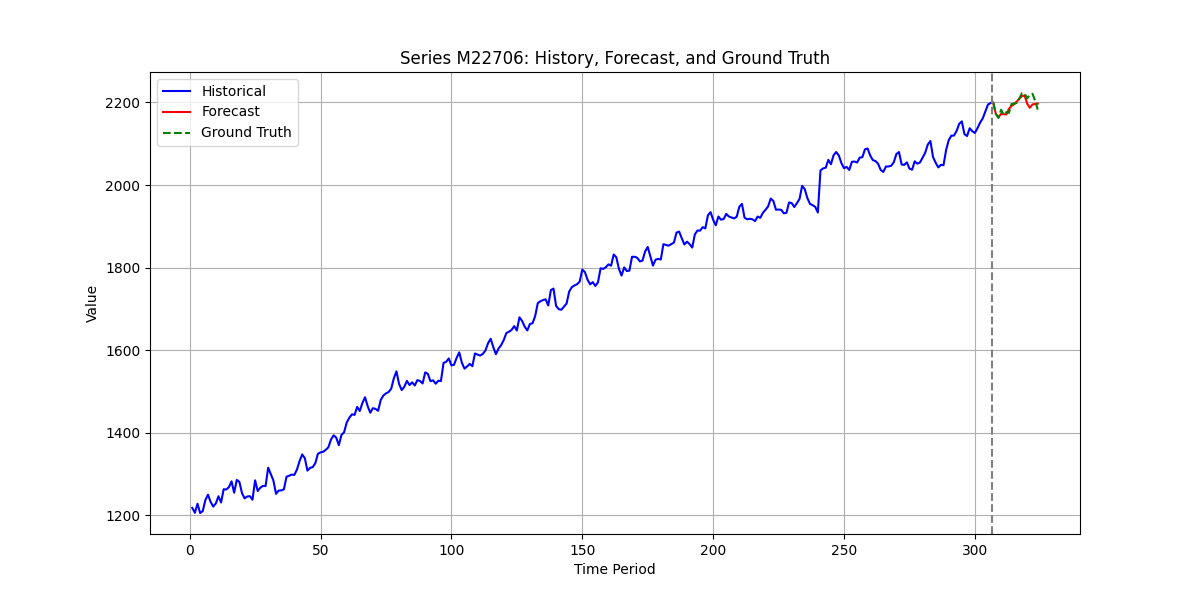 Series M22706: History, Forecast, and Ground Truth
Historical
Forecast
Ground Truth
Value
2200
2000
1800
1600
1400
1200
0 50 100 150 200 250 300
Time Period